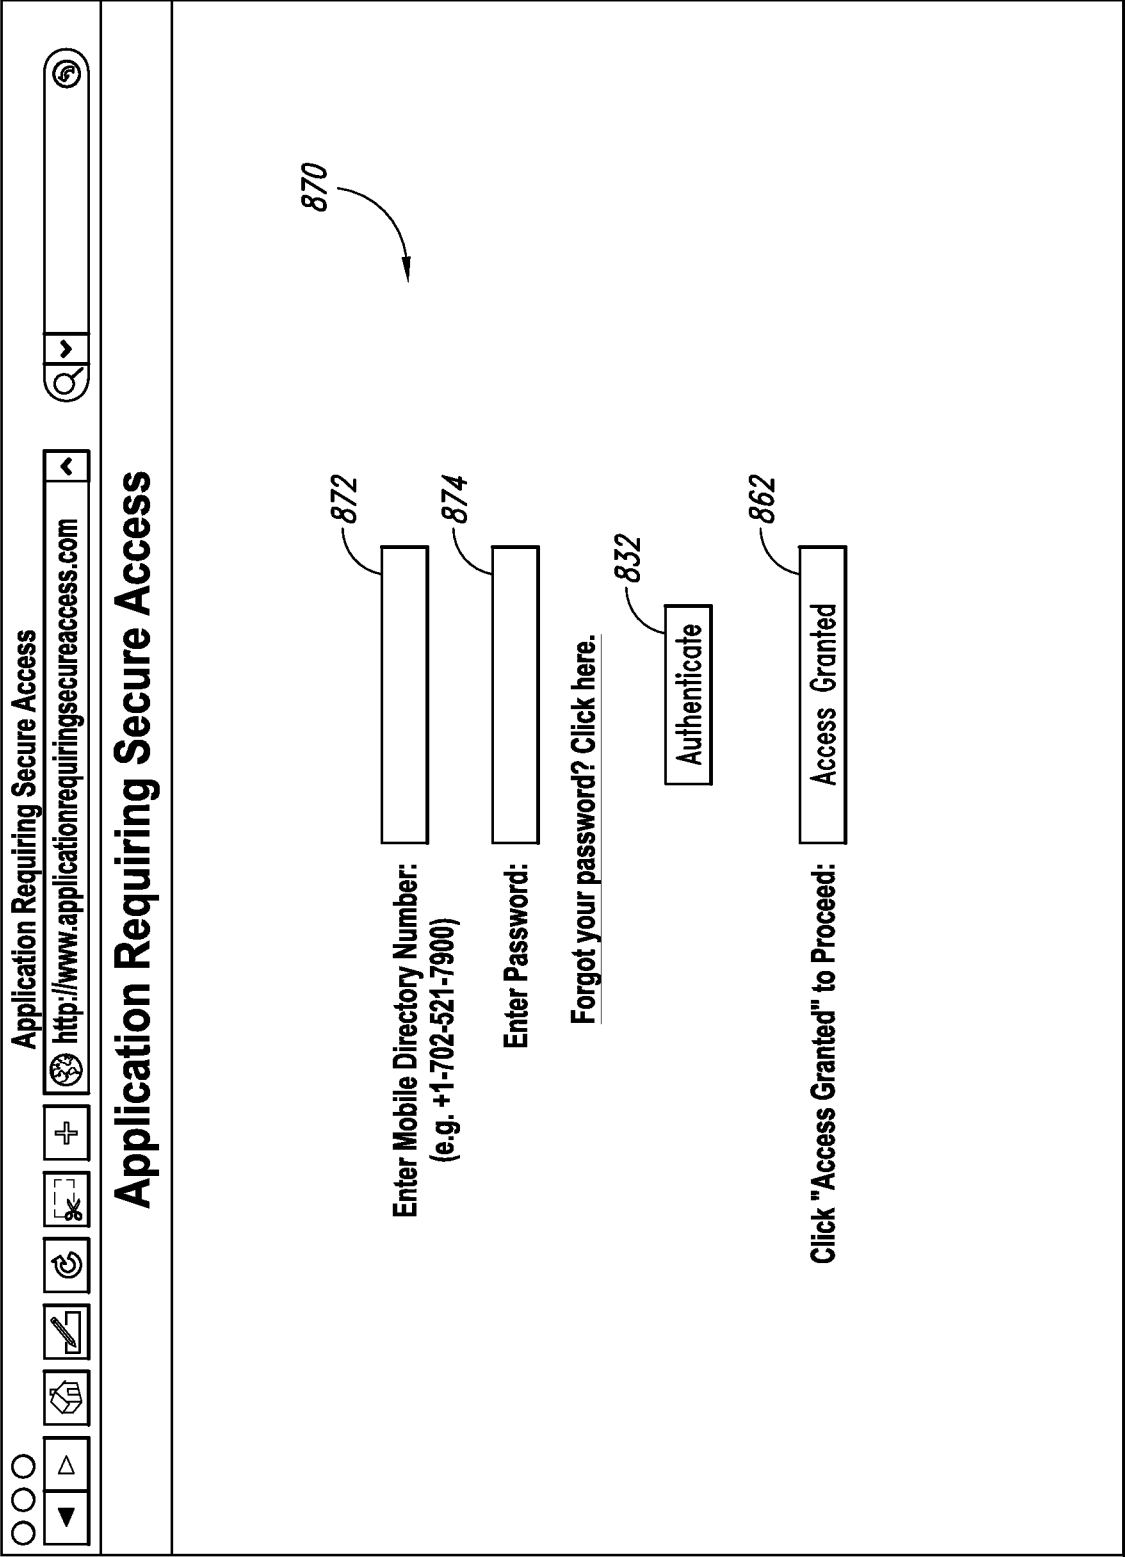 Application Requiring Secure Access
http://www.applicationrequiringsecureaccess.com
Application Requiring Secure Access
870
872
Enter Mobile Directory Number:
(e.g. +1-702-521-7900)
874
Enter Password:
Forgot your password? Click here.
832
Authenticate
862
Click "Access Granted" to Proceed: Access Granted